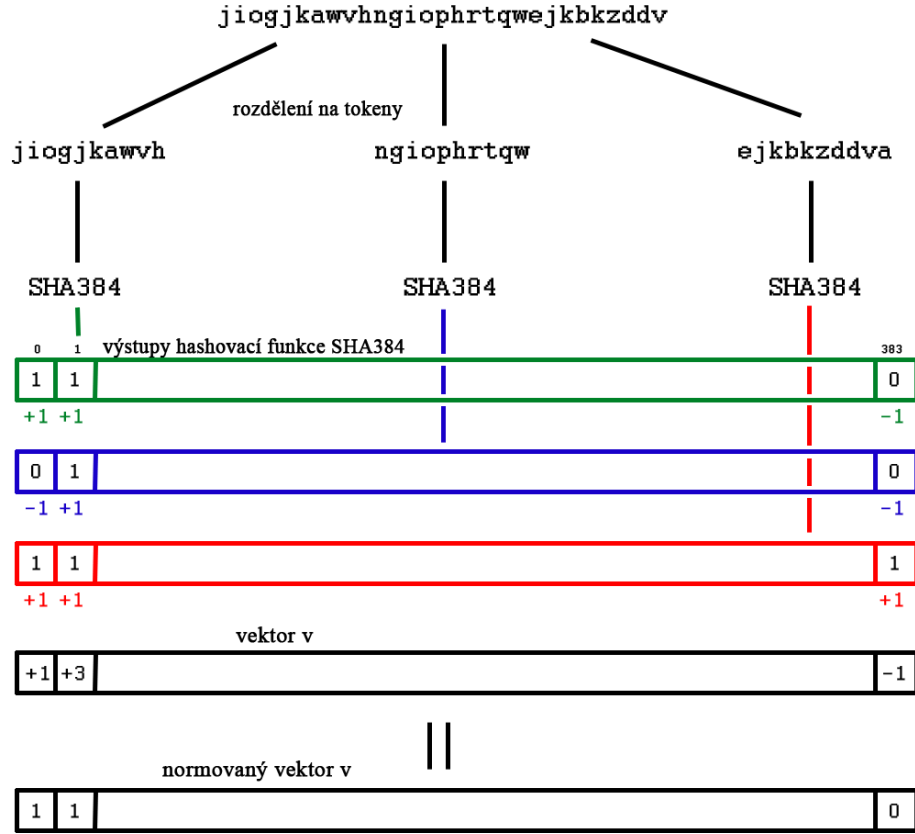 jiogjkawvhngiophrtqwejkbkzddv
rozdělení na tokeny
jiogjkawvh ngiophrtqw ejkbkzddva
SHA384 SHA384 SHA384
0 1 výstupy hashovací funkce SHA384 383
1 1 0
+1 +1 -1
0 1 0
-1 +1 -1
1 1 1
+1 +1 +1
vektor v
+1 +3 -1
normovaný vektor v
1 1 0